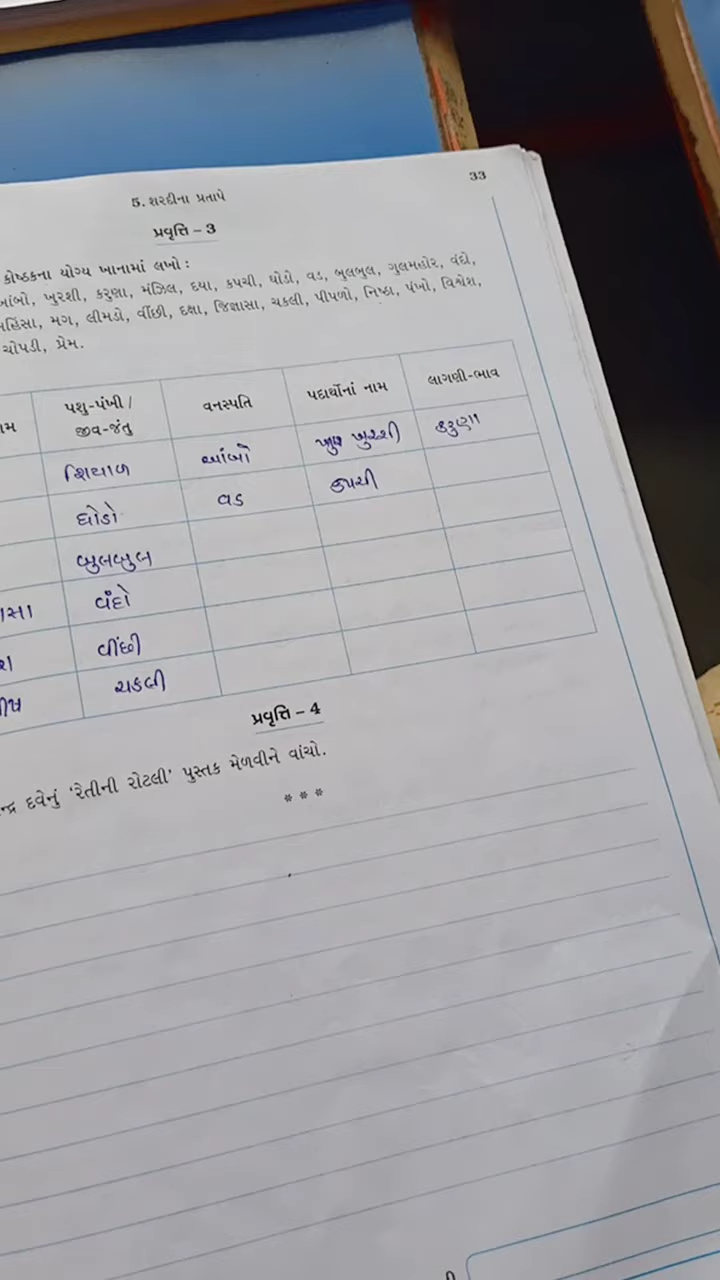 33
5. શરદીના પ્રતાપે
પ્રવૃત્તિ – 3
કોષ્ઠકના યોગ્ય ખાનામાં લખો :
આંબો, ખુરશી, કરુણા, મંઝિલ, દયા, કપચી, ઘોડો, વડ, બુલબુલ, ગુલમહોર, વંદો,
અહિંસા, મગ, લીમડો, વીંછી, દક્ષા, જિજ્ઞાસા, ચકલી, પીપળો, નિષ્ઠા, પંખો, વિશ્વેશ,
ચોપડી, પ્રેમ.
પશુ-પંખી / જીવ-જંતુ વનસ્પતિ પદાર્થોનાં નામ લાગણી-ભાવ
શિયાળ આંબો ખુરશી કરુણા
ઘોડો વડ કપચી
બુલબુલ
વંદો
વીંછી
ચકલી
પ્રવૃત્તિ – 4
દવેનું ‘રેતીની રોટલી’ પુસ્તક મેળવીને વાંચો.
***